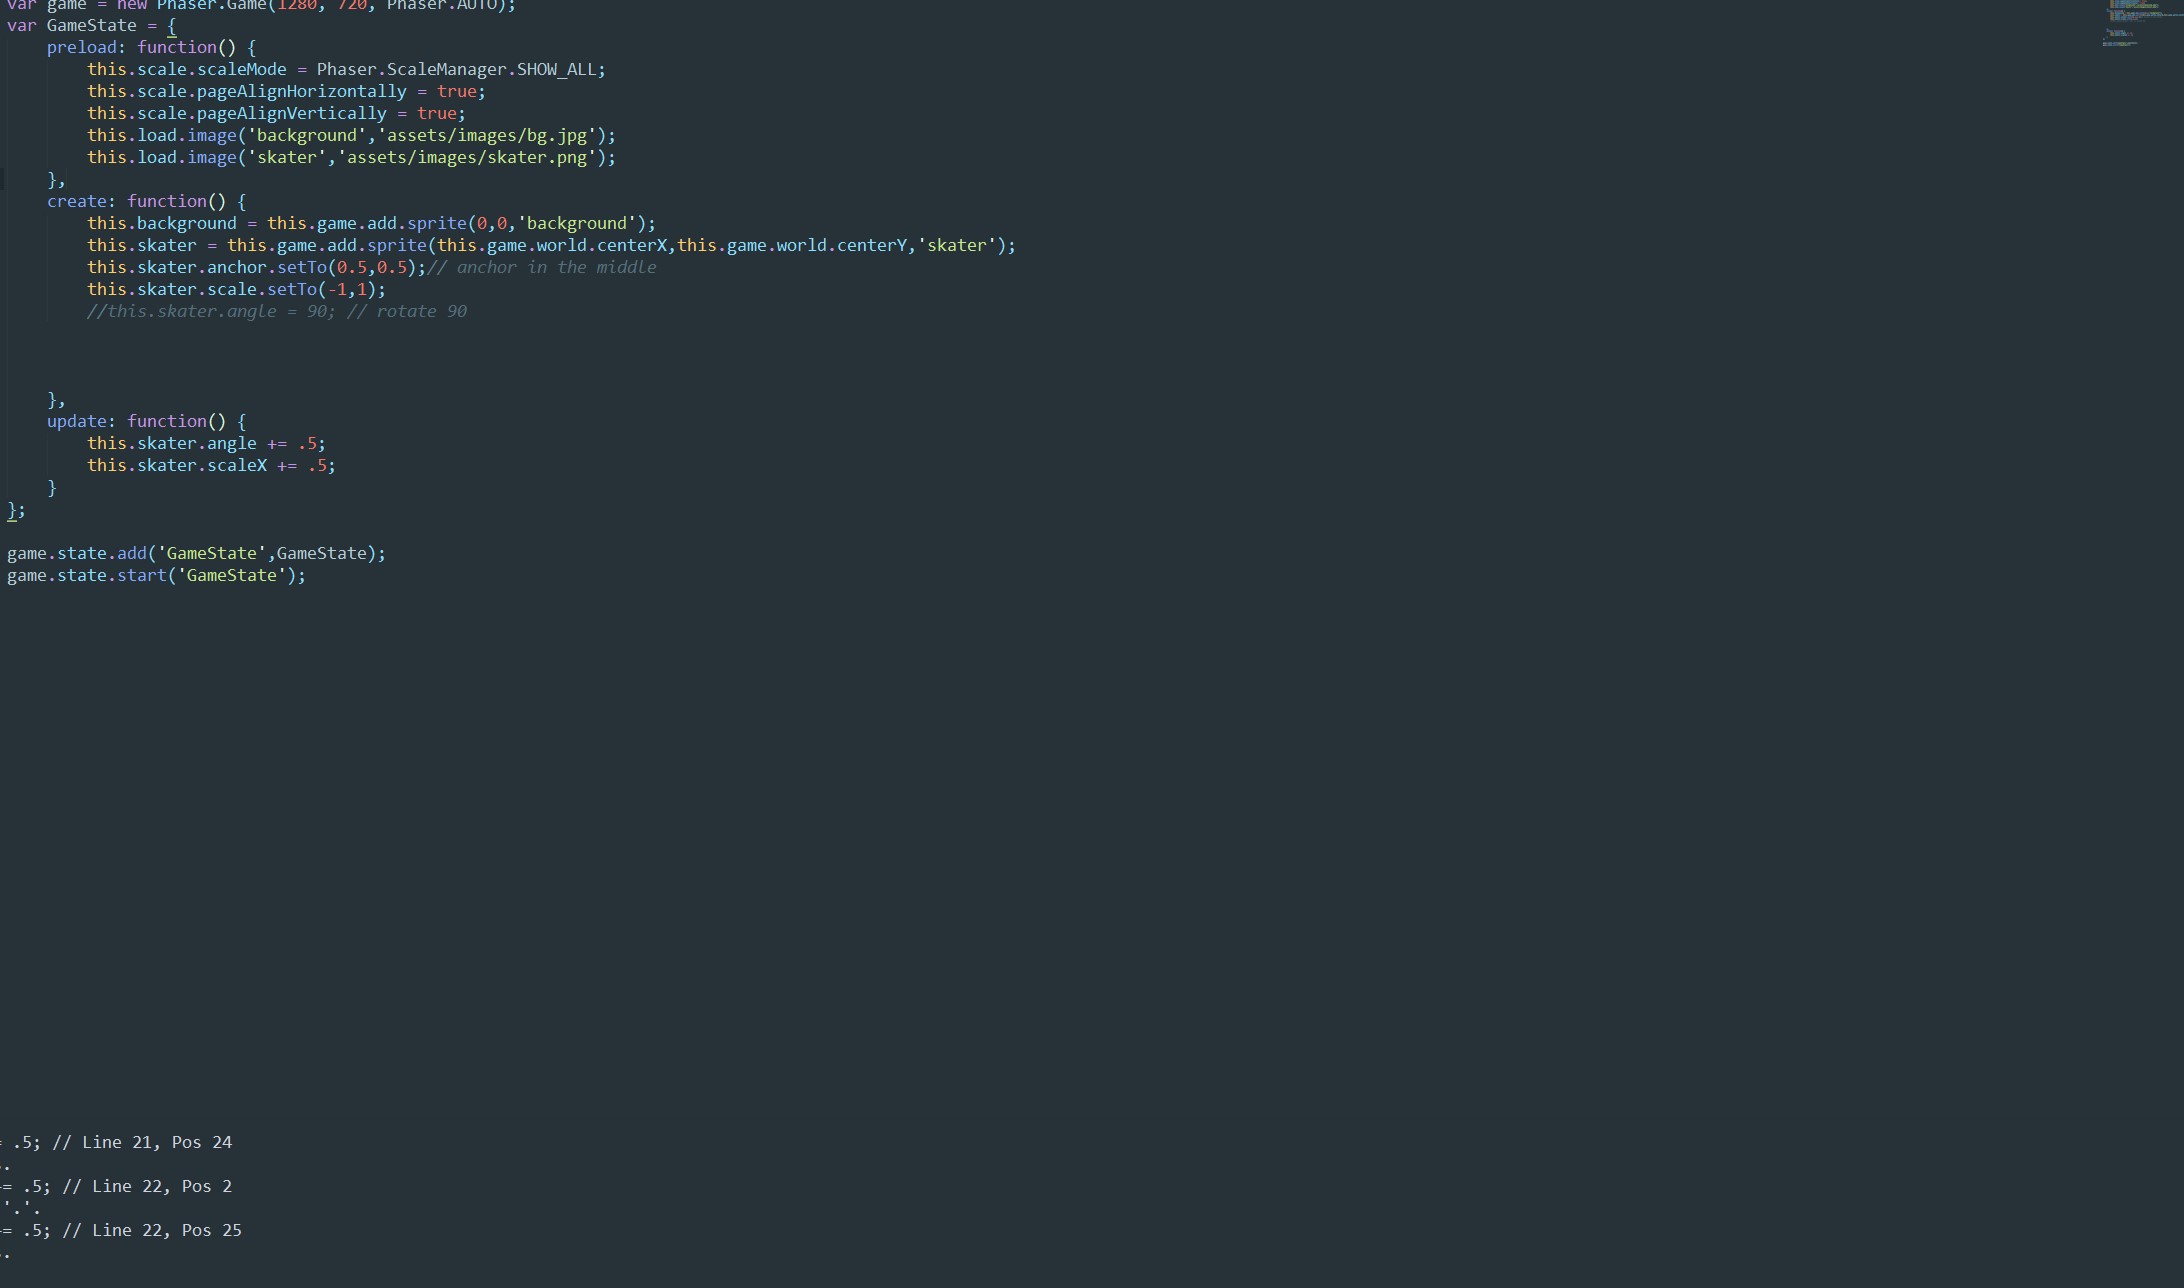 var game = new Phaser.Game(1280, 720, Phaser.AUTO);
var GameState = {
    preload: function() {
        this.scale.scaleMode = Phaser.ScaleManager.SHOW_ALL;
        this.scale.pageAlignHorizontally = true;
        this.scale.pageAlignVertically = true;
        this.load.image('background','assets/images/bg.jpg');
        this.load.image('skater','assets/images/skater.png');
    },
    create: function() {
        this.background = this.game.add.sprite(0,0,'background');
        this.skater = this.game.add.sprite(this.game.world.centerX,this.game.world.centerY,'skater');
        this.skater.anchor.setTo(0.5,0.5);// anchor in the middle
        this.skater.scale.setTo(-1,1);
        //this.skater.angle = 90; // rotate 90
    },
    update: function() {
        this.skater.angle += .5;
        this.skater.scaleX += .5;
    }
};
game.state.add('GameState',GameState);
game.state.start('GameState');
= .5; // Line 21, Pos 24
.
= .5; // Line 22, Pos 2
'.'.
= .5; // Line 22, Pos 25
.